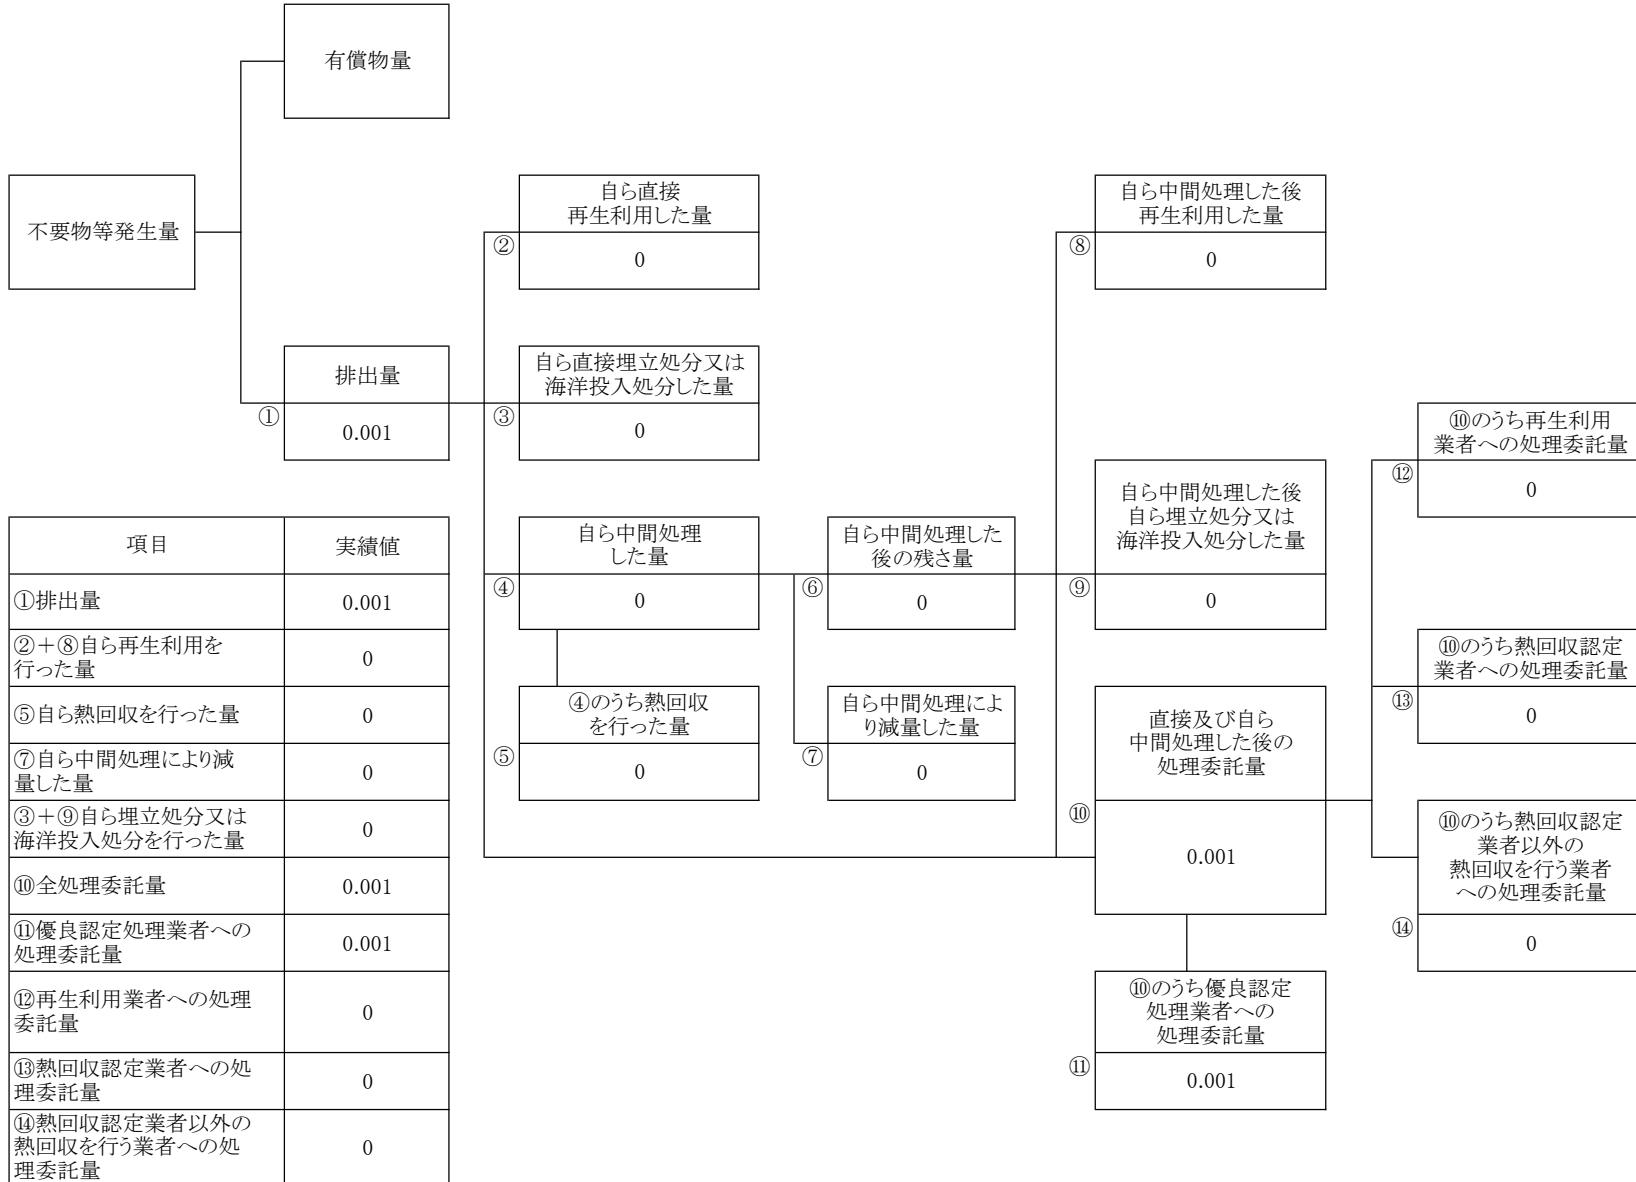 有償物量
不要物等発生量
自ら直接
再生利用した量
②
0
自ら中間処理した後
再生利用した量
⑧
0
排出量
①
0.001
自ら直接埋立処分又は
海洋投入処分した量
③
0
⑩のうち再生利用
業者への処理委託量
⑫
0
自ら中間処理
した量
④
0
自ら中間処理した
後の残さ量
⑥
0
自ら中間処理した後
自ら埋立処分又は
海洋投入処分した量
⑨
0
⑩のうち熱回収認定
業者への処理委託量
⑬
0
④のうち熱回収
を行った量
⑤
0
自ら中間処理によ
り減量した量
⑦
0
直接及び自ら
中間処理した後の
処理委託量
⑩
0.001
⑩のうち熱回収認定
業者以外の
熱回収を行う業者
への処理委託量
⑭
0
⑩のうち優良認定
処理業者への
処理委託量
⑪
0.001
項目 実績値
①排出量 0.001
②+⑧自ら再生利用を
行った量 0
⑤自ら熱回収を行った量 0
⑦自ら中間処理により減
量した量 0
③+⑨自ら埋立処分又は
海洋投入処分を行った量 0
⑩全処理委託量 0.001
⑪優良認定処理業者への
処理委託量 0.001
⑫再生利用業者への処理
委託量 0
⑬熱回収認定業者への処
理委託量 0
⑭熱回収認定業者以外の
熱回収を行う業者への処
理委託量 0